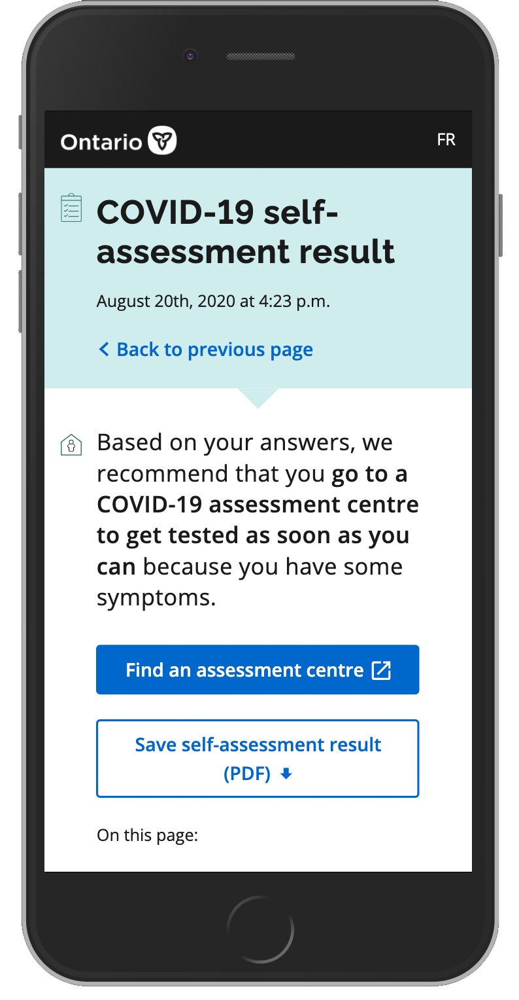 Ontario
FR
COVID-19 self-
assessment result
August 20th, 2020 at 4:23 p.m.
Back to previous page
Based on your answers, we
recommend that you go to a
COVID-19 assessment centre
to get tested as soon as you
can because you have some
symptoms.
Find an assessment centre
Save self-assessment result
(PDF)
On this page: